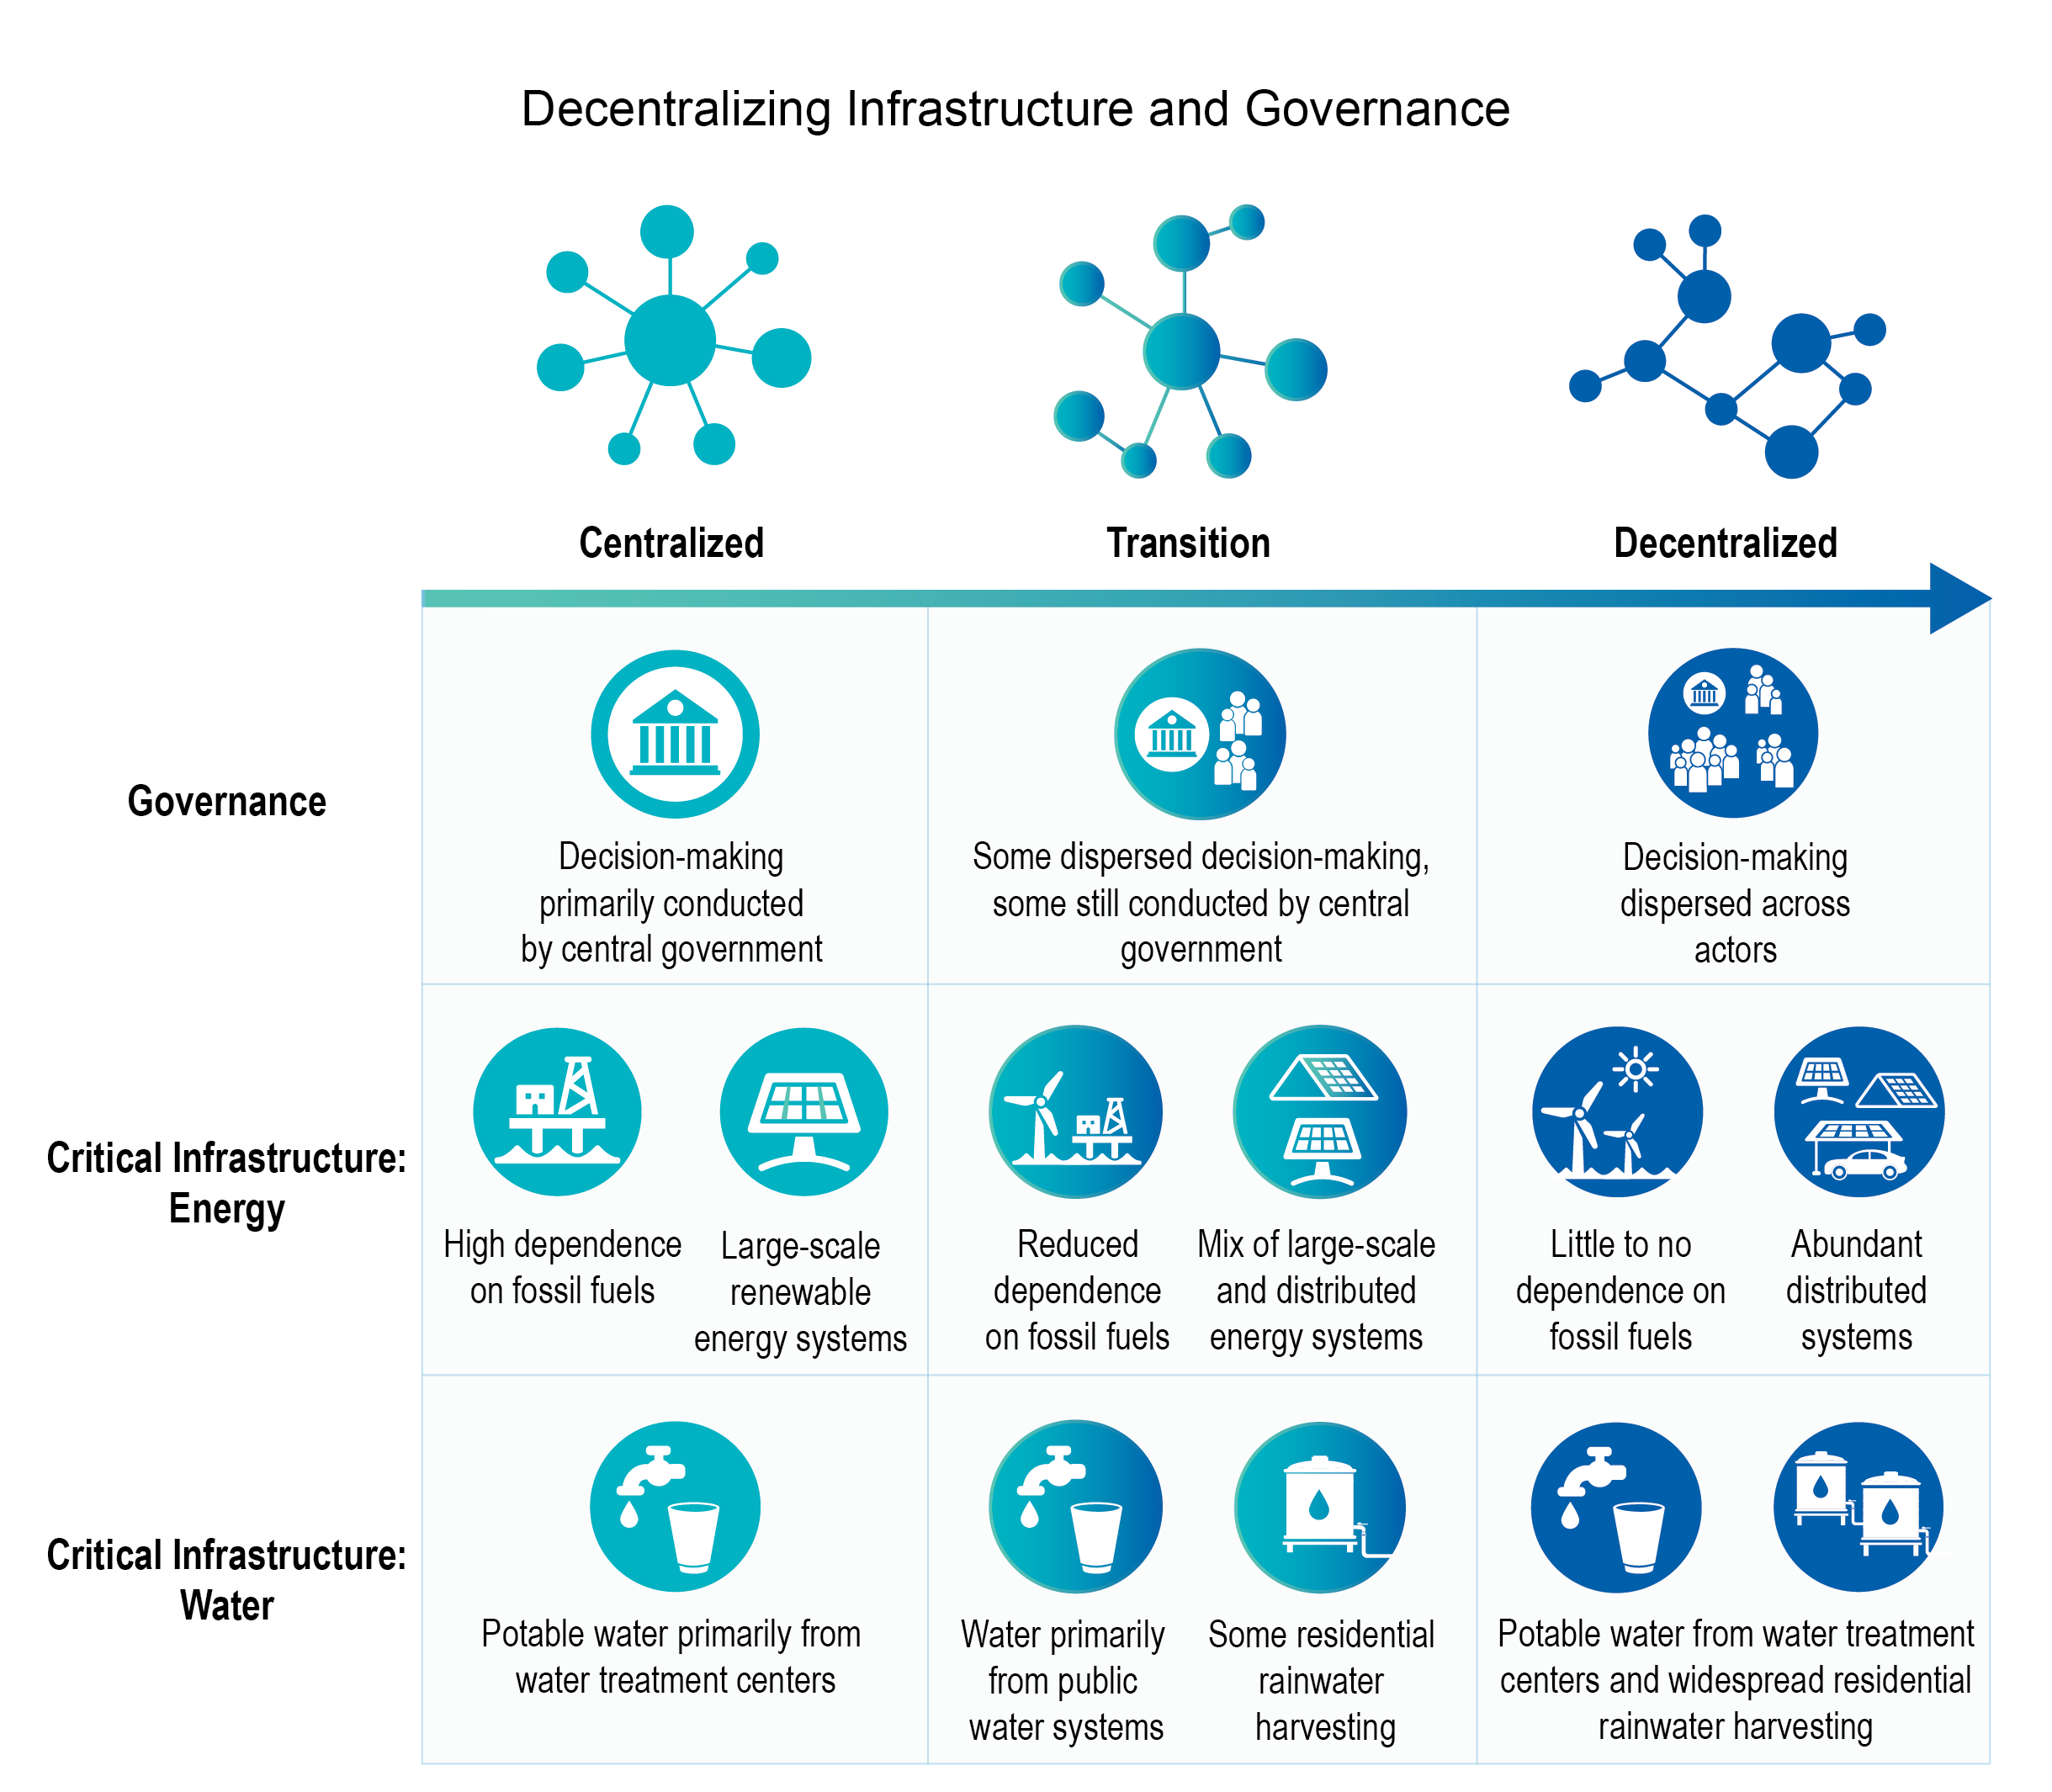 Decentralizing Infrastructure and Governance
Centralized
Transition
Decentralized
Governance
Decision-making
primarily conducted
by central government
Some dispersed decision-making,
some still conducted by central
government
Decision-making
dispersed across
actors
Critical Infrastructure:
Energy
High dependence
on fossil fuels
Large-scale
renewable
energy systems
Reduced
dependence
on fossil fuels
Mix of large-scale
and distributed
energy systems
Little to no
dependence on
fossil fuels
Abundant
distributed
systems
Critical Infrastructure:
Water
Potable water primarily from
water treatment centers
Water primarily
from public
water systems
Some residential
rainwater
harvesting
Potable water from water treatment
centers and widespread residential
rainwater harvesting